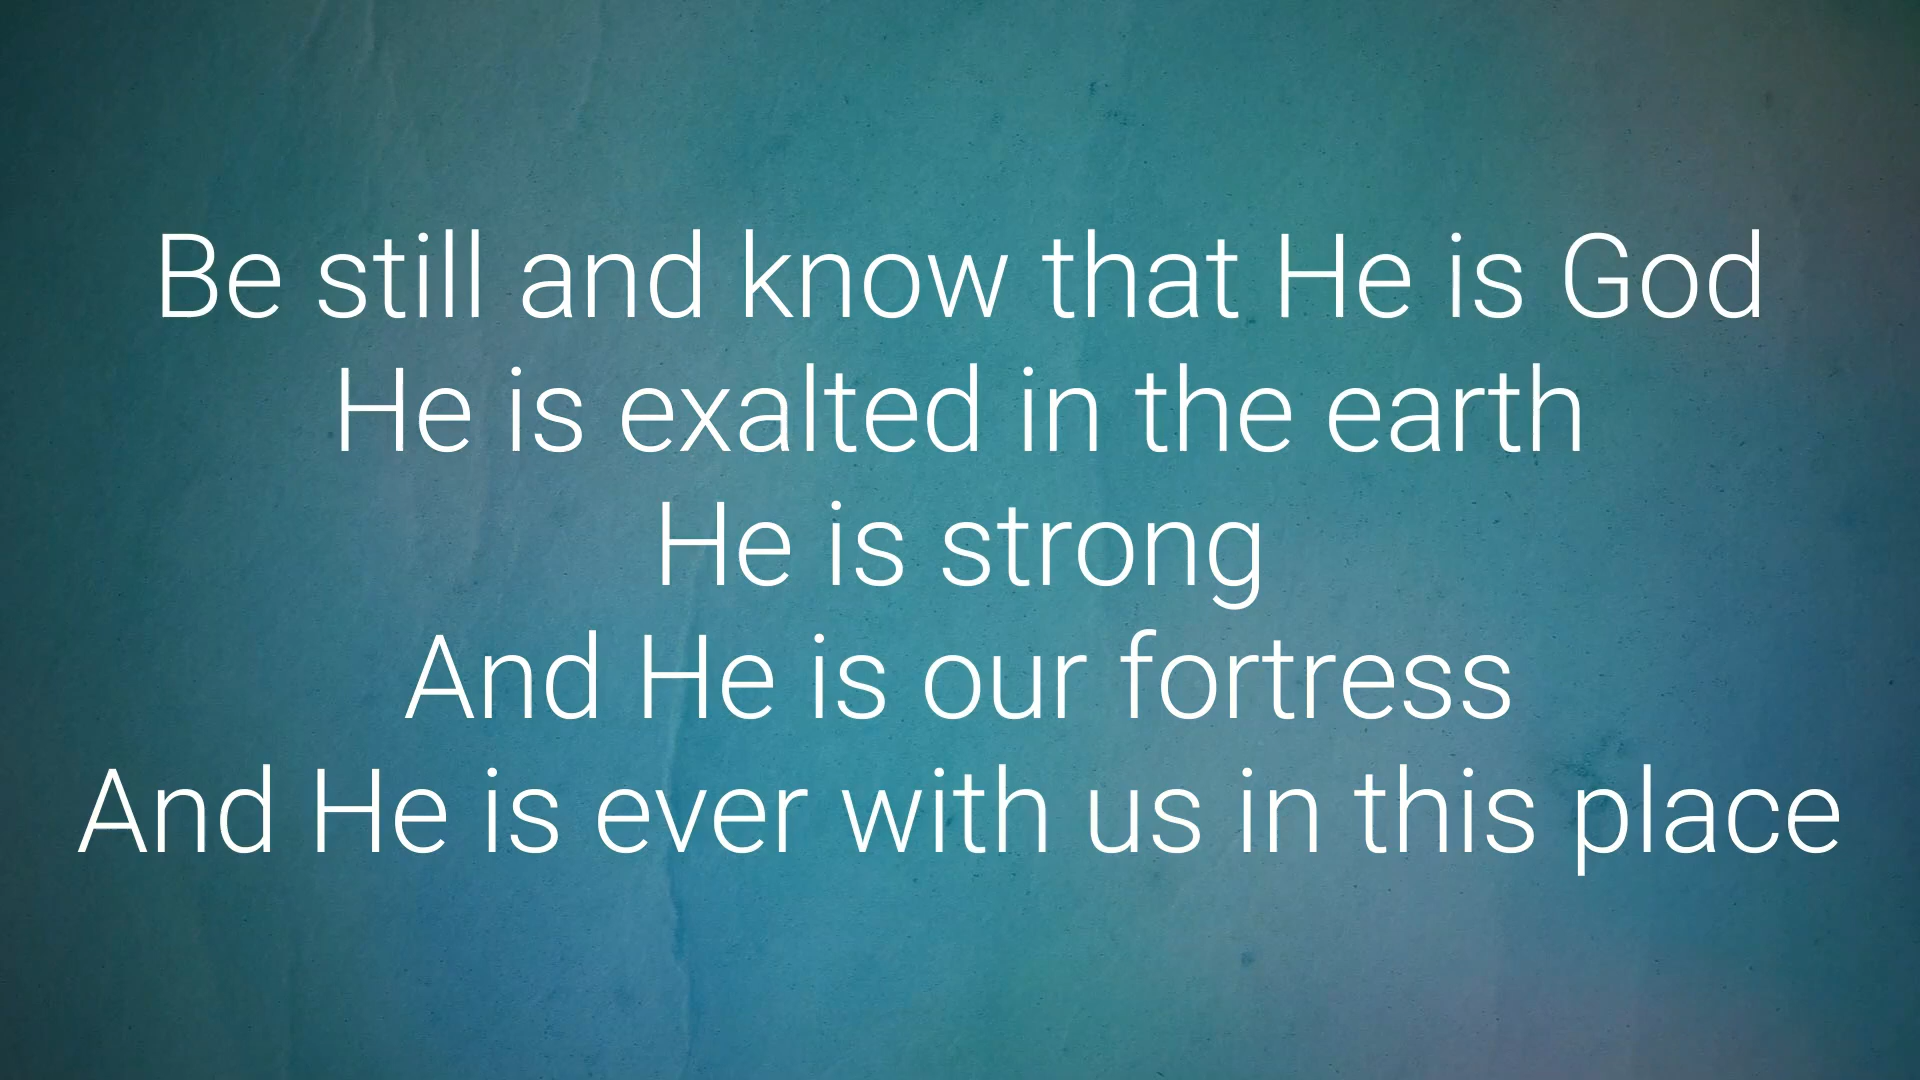 Be still and know that He is God
He is exalted in the earth
He is strong
And He is our fortress
And He is ever with us in this place